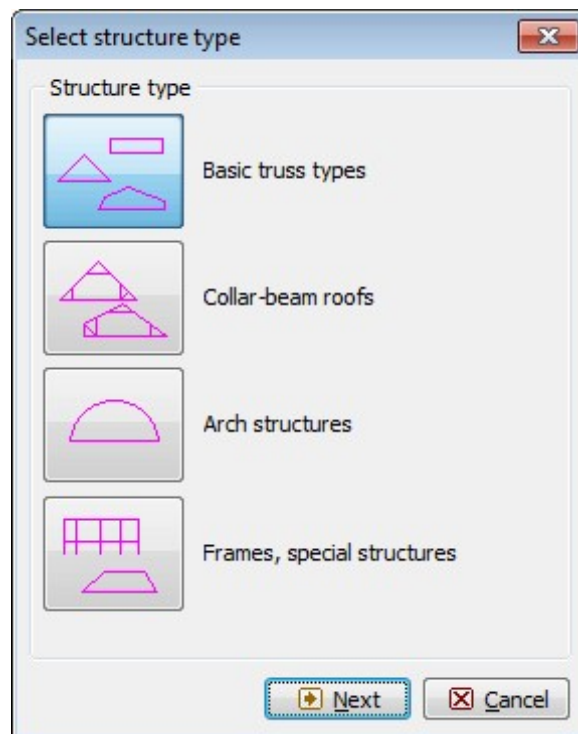 Select structure type
Structure type
Basic truss types
Collar-beam roofs
Arch structures
Frames, special structures
Next
Cancel